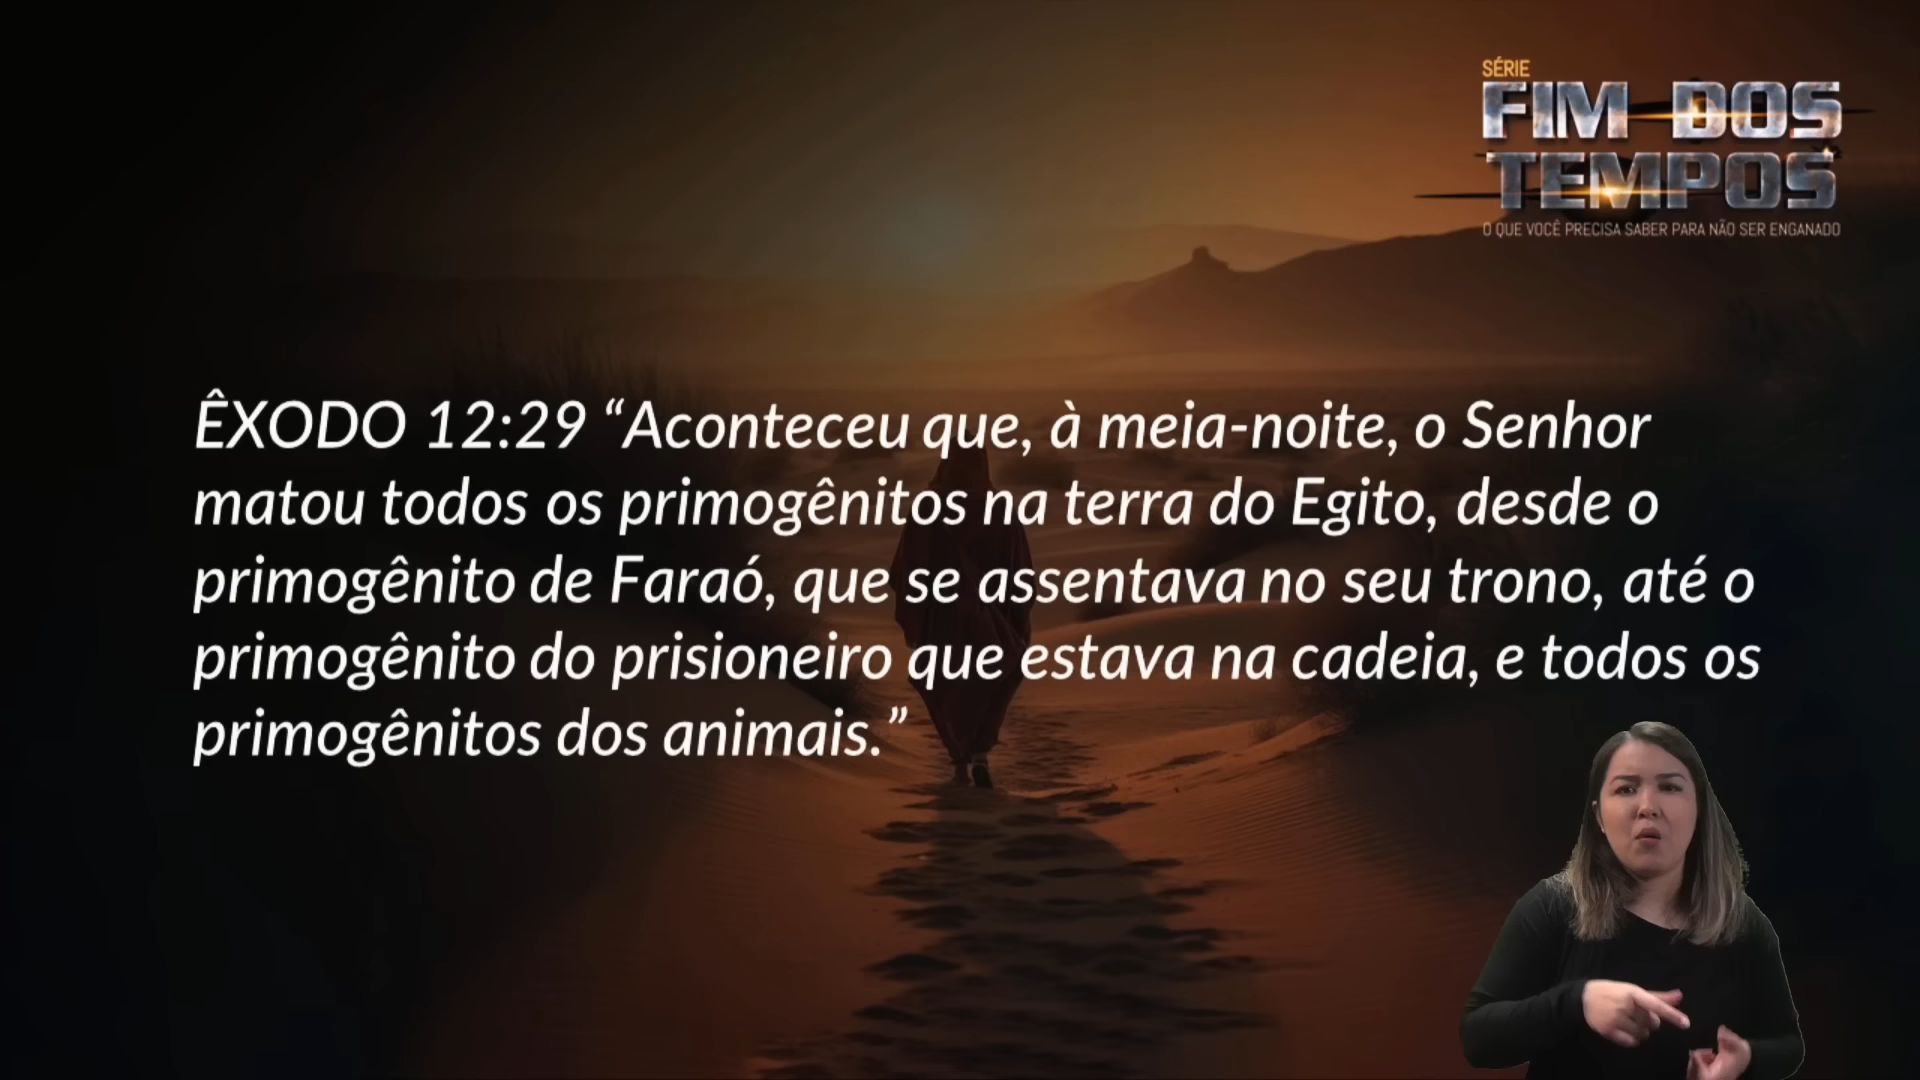 SÉRIE
FIM DOS
TEMPOS
O QUE VOCÊ PRECISA SABER PARA NÃO SER ENGANADO
ÊXODO 12:29 “Aconteceu que, à meia-noite, o Senhor
matou todos os primogênitos na terra do Egito, desde o
primogênito de Faraó, que se assentava no seu trono, até o
primogênito do prisioneiro que estava na cadeia, e todos os
primogênitos dos animais.”